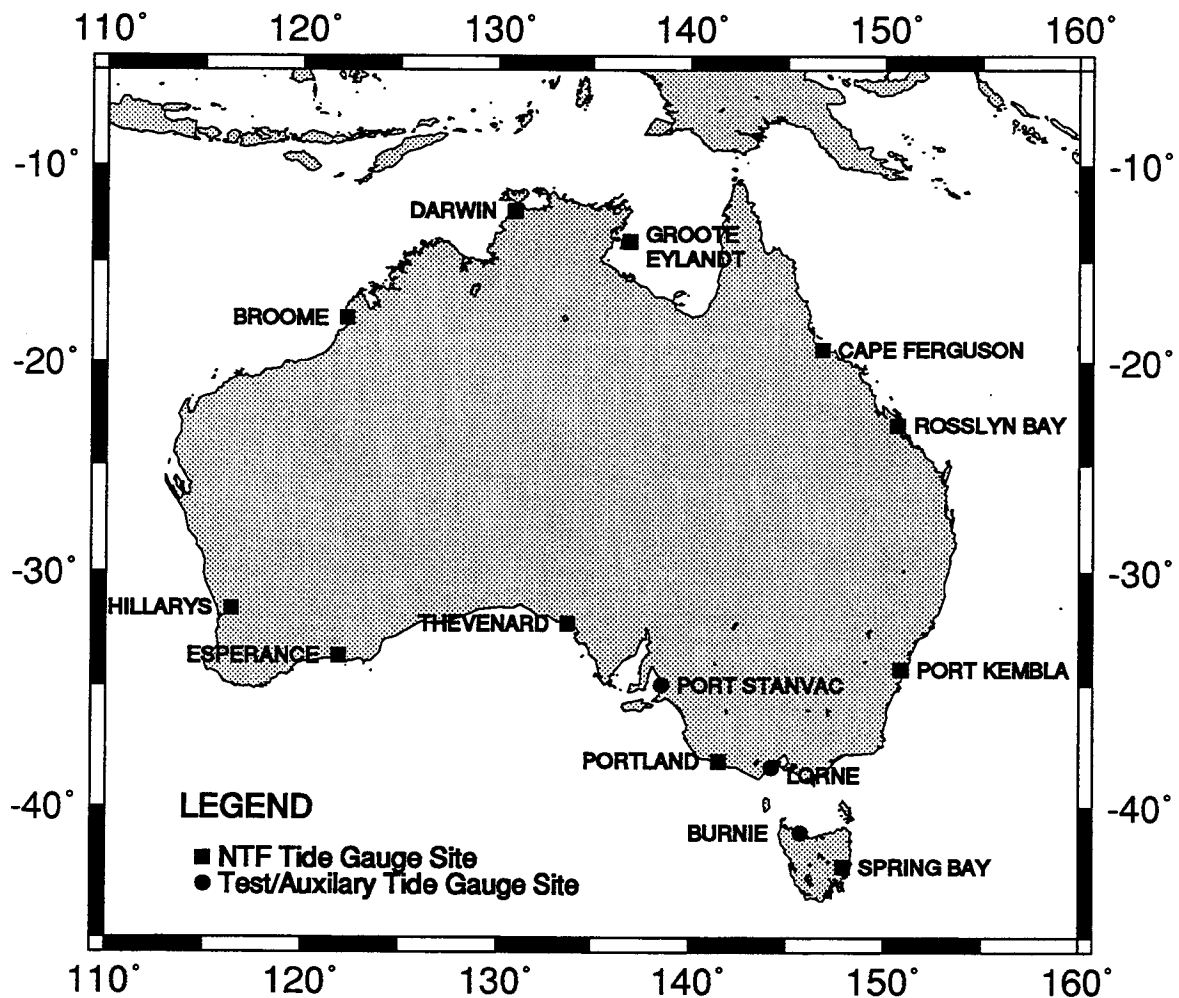 110° 120° 130° 140° 150° 160°
-10° -10°
DARWIN
GROOTE
EYLANDT
BROOME
CAPE FERGUSON
-20° -20°
ROSSLYN BAY
-30° -30°
HILLARYS
THEVENARD
ESPERANCE
PORT KEMBLA
PORT STANVAC
PORTLAND
LORNE
-40° -40°
LEGEND
BURNIE
NTF Tide Gauge Site
SPRING BAY
Test/Auxilary Tide Gauge Site
110° 120° 130° 140° 150° 160°